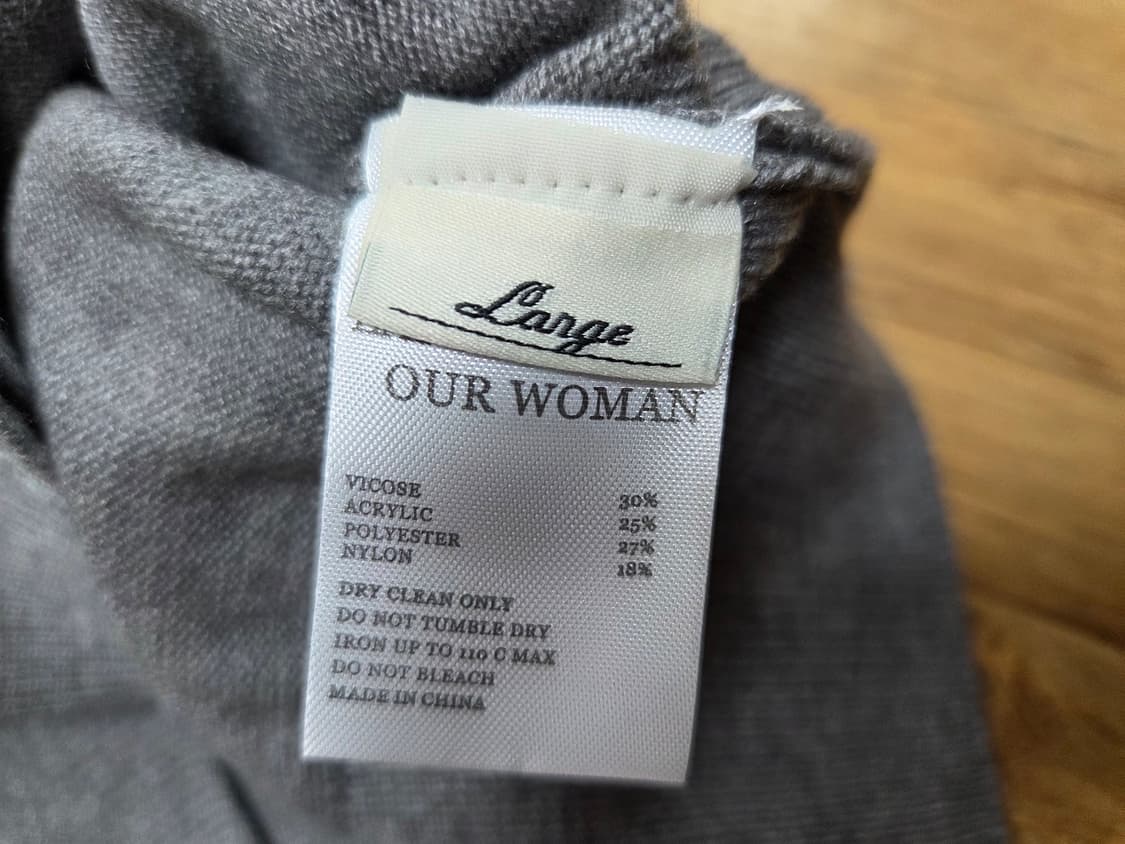 Large
OUR WOMAN
VICOSE 30%
ACRYLIC 25%
POLYESTER 27%
NYLON 18%
DRY CLEAN ONLY
DO NOT TUMBLE DRY
IRON UP TO 110 C MAX
DO NOT BLEACH
MADE IN CHINA